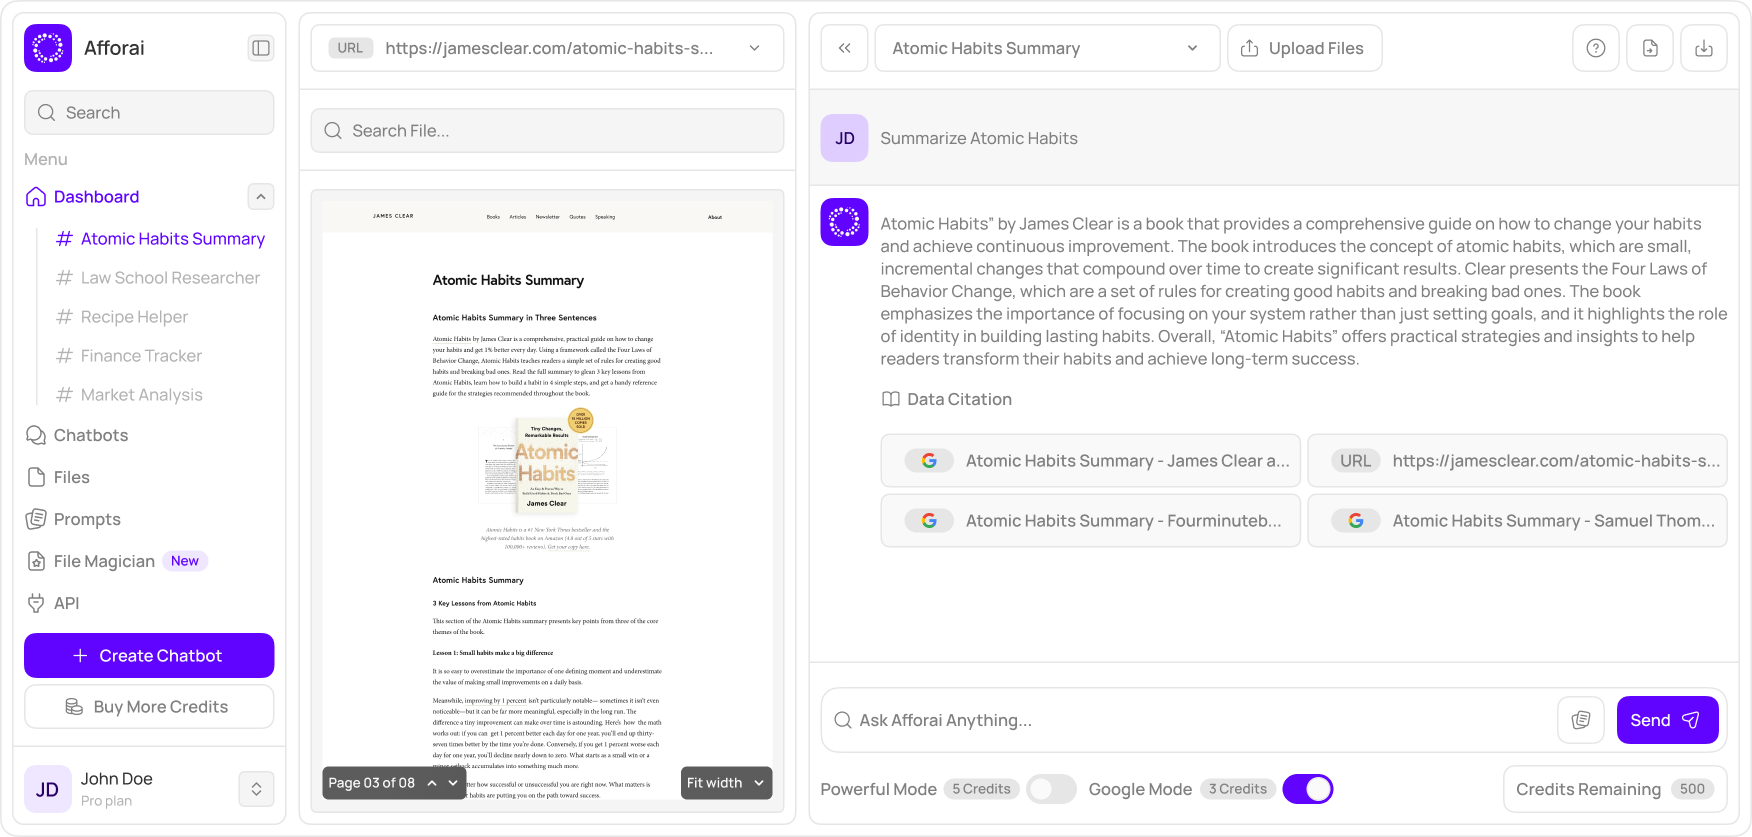 Afforai
Search
Menu
Dashboard
# Atomic Habits Summary
# Law School Researcher
# Recipe Helper
# Finance Tracker
# Market Analysis
Chatbots
Files
Prompts
File Magician New
API
+ Create Chatbot
Buy More Credits
JD John Doe
Pro plan
URL https://jamesclear.com/atomic-habits-s...
Search File...
JAMES CLEAR Books Articles Newsletter Quotes Speaking About
Atomic Habits Summary
Atomic Habits Summary in Three Sentences
Atomic Habits by James Clear is a comprehensive, practical guide on how to change
your habits and get 1% better every day. Using a framework called the Four Laws of
Behavior Change, Atomic Habits teaches readers a simple set of rules for creating good
habits and breaking bad ones. Read the full summary to glean 3 key lessons from
Atomic Habits, learn how to build a habit in 4 simple steps, and get a handy reference
guide for the strategies recommended throughout the book.
Tiny Changes,
Remarkable Results
Atomic
Habits
James Clear
Atomic Habits is a #1 New York Times bestseller and the
highest-rated habits book on Amazon (4.8 out of 5 stars with
100,000+ reviews). Get your copy here.
Atomic Habits Summary
3 Key Lessons from Atomic Habits
This section of the Atomic Habits summary presents key points from three of the core
themes of the book.
Lesson 1: Small habits make a big difference
It is so easy to overestimate the importance of one defining moment and underestimate
the value of making small improvements on a daily basis.
Meanwhile, improving by 1 percent isn't particularly notable— sometimes it isn't even
noticeable—but it can be far more meaningful, especially in the long run. The
difference a tiny improvement can make over time is astounding. Here's how the math
works out: if you can get 1 percent better each day for one year, you'll end up thirty-
seven times better by the time you're done. Conversely, if you get 1 percent worse each
day for one year, you'll decline nearly down to zero. What starts as a small win or a
accumulates into something much more.
how successful or unsuccessful you are right now. What matters is
habits are putting you on the path toward success.
Page 03 of 08
Fit width
Atomic Habits Summary
Upload Files
JD Summarize Atomic Habits
Atomic Habits” by James Clear is a book that provides a comprehensive guide on how to change your habits
and achieve continuous improvement. The book introduces the concept of atomic habits, which are small,
incremental changes that compound over time to create significant results. Clear presents the Four Laws of
Behavior Change, which are a set of rules for creating good habits and breaking bad ones. The book
emphasizes the importance of focusing on your system rather than just setting goals, and it highlights the role
of identity in building lasting habits. Overall, “Atomic Habits” offers practical strategies and insights to help
readers transform their habits and achieve long-term success.
Data Citation
Atomic Habits Summary - James Clear a...
URL https://jamesclear.com/atomic-habits-s...
Atomic Habits Summary - Fourminuteb...
Atomic Habits Summary - Samuel Thom...
Ask Afforai Anything...
Send
Powerful Mode 5 Credits
Google Mode 3 Credits
Credits Remaining 500